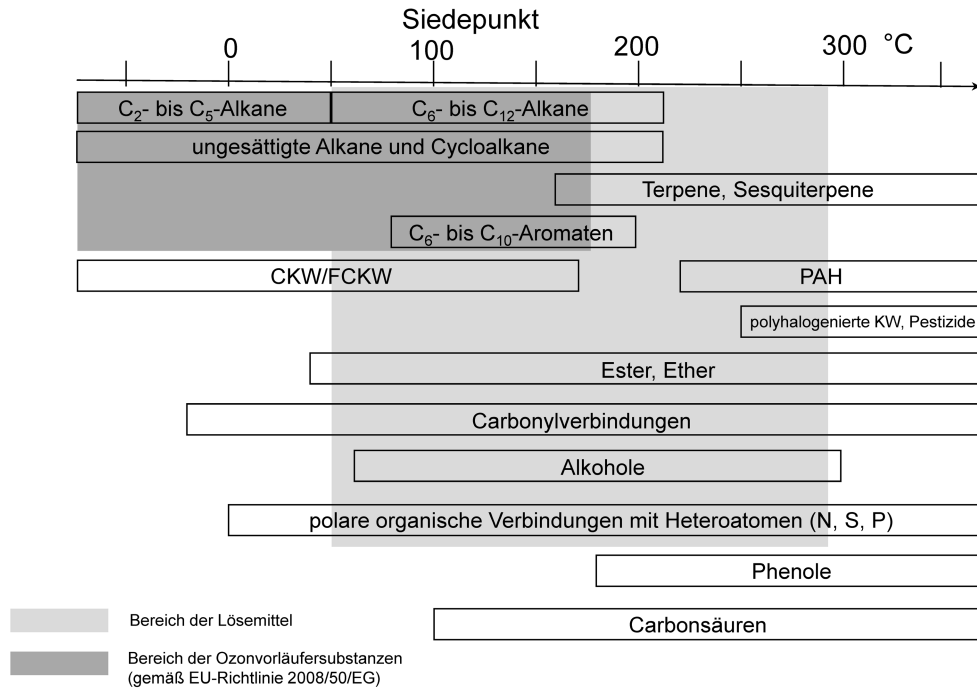 Siedepunkt
0 100 200 300 °C
C₂- bis C₅-Alkane C₆- bis C₁₂-Alkane
ungesättigte Alkane und Cycloalkane
Terpene, Sesquiterpene
C₆- bis C₁₀-Aromaten
CKW/FCKW PAH
polyhalogenierte KW, Pestizide
Ester, Ether
Carbonylverbindungen
Alkohole
polare organische Verbindungen mit Heteroatomen (N, S, P)
Phenole
Carbonsäuren
Bereich der Lösemittel
Bereich der Ozonvorläufersubstanzen
(gemäß EU-Richtlinie 2008/50/EG)